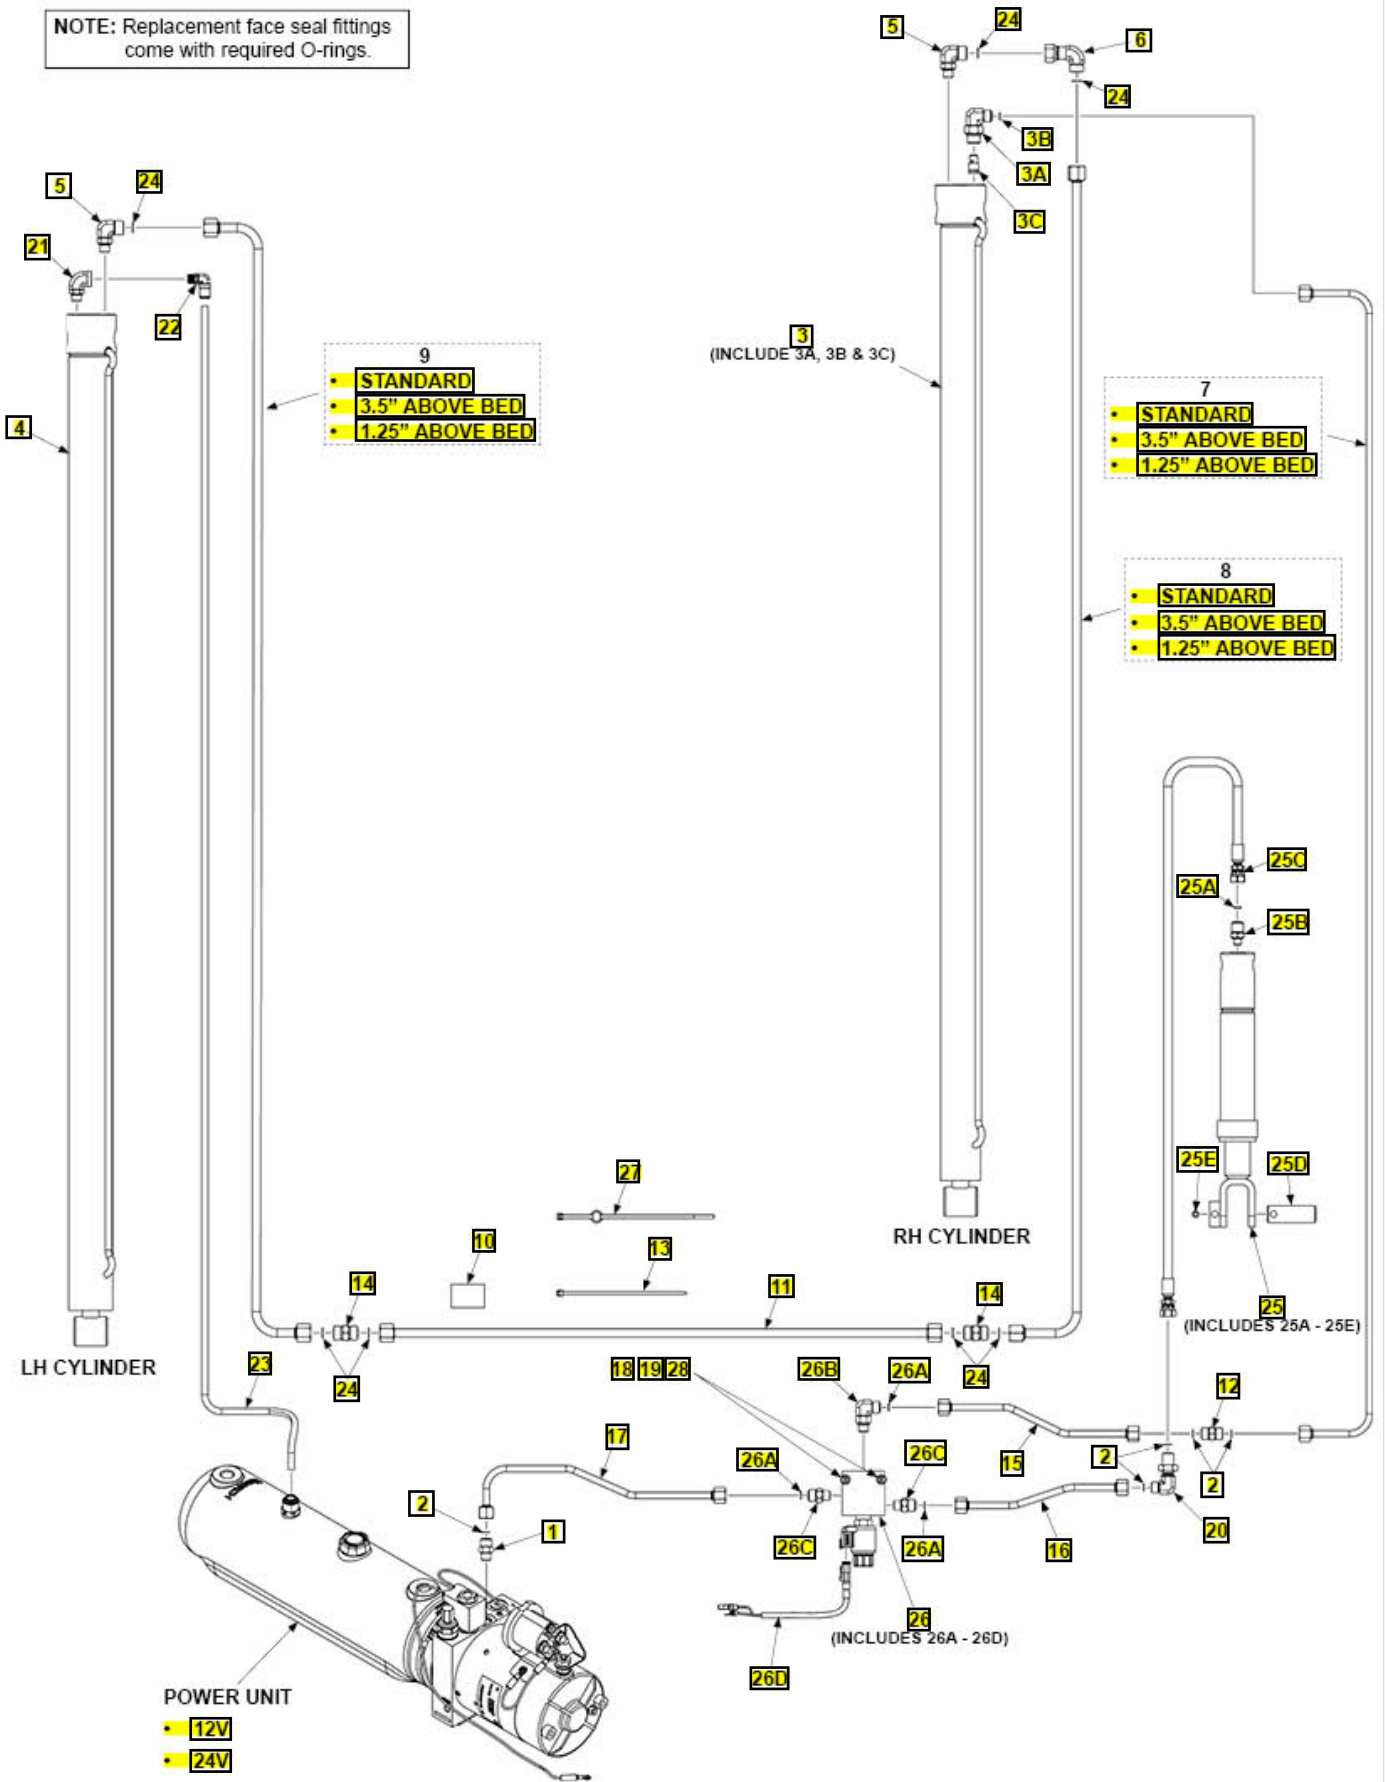 NOTE: Replacement face seal fittings
come with required O-rings.
5
24
6
24
3B
3A
3C
5
24
21
22
3
(INCLUDE 3A, 3B & 3C)
9
• STANDARD
• 3.5" ABOVE BED
• 1.25" ABOVE BED
7
• STANDARD
• 3.5" ABOVE BED
• 1.25" ABOVE BED
4
8
• STANDARD
• 3.5" ABOVE BED
• 1.25" ABOVE BED
25C
25A
25B
25E
25D
27
RH CYLINDER
10
13
14
11
14
25
(INCLUDES 25A - 25E)
LH CYLINDER
23
24
18 19 28
26B
26A
24
12
17
26A
26C
15
2
2
2
1
26C
26A
16
20
26
(INCLUDES 26A - 26D)
26D
POWER UNIT
• 12V
• 24V